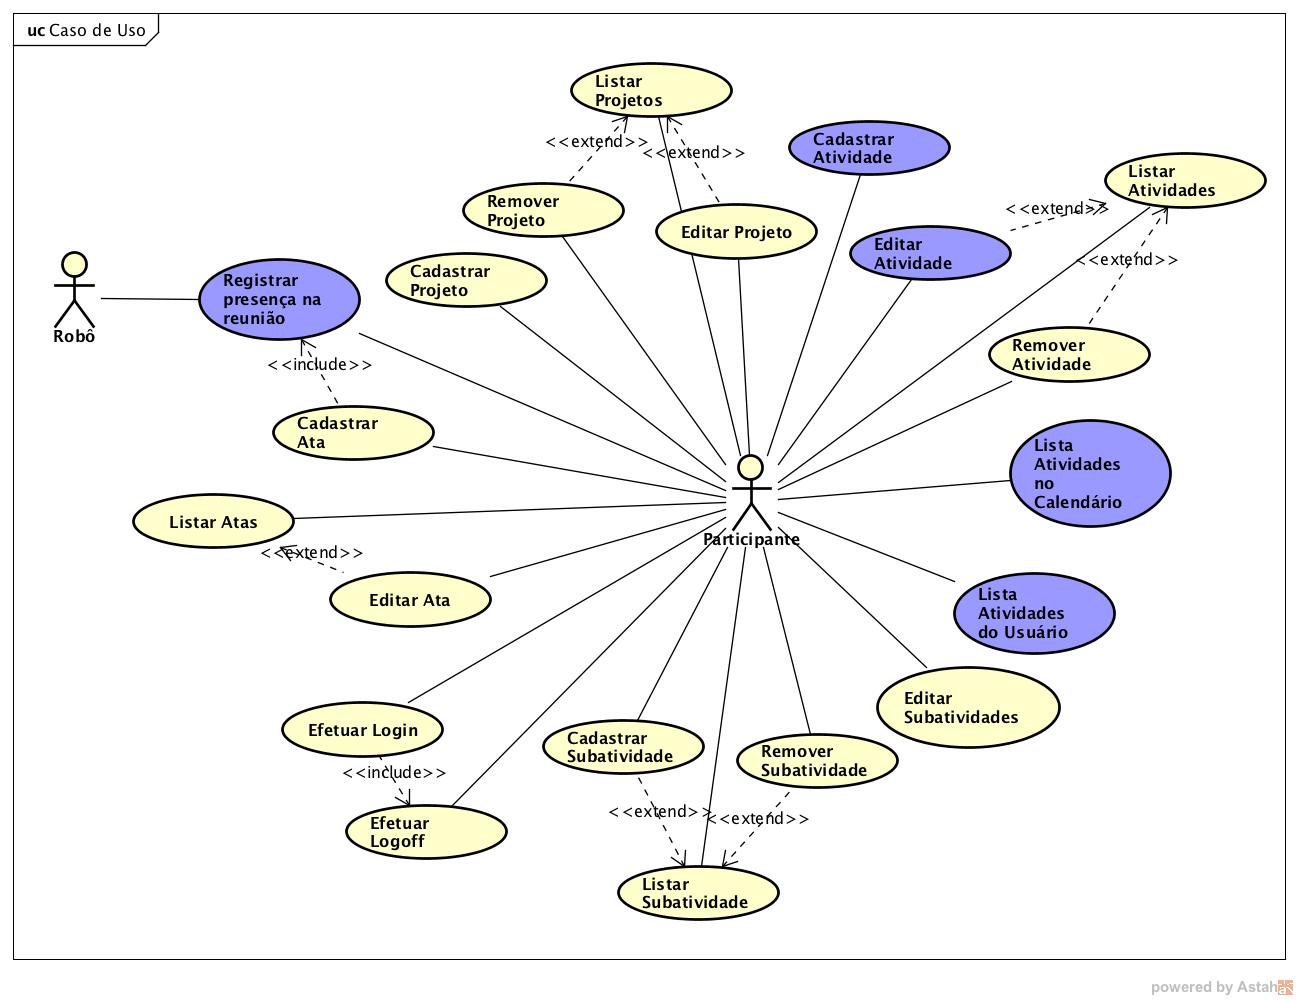 uc Caso de Uso
Listar
Projetos
<<extend>>
<<extend>>
Cadastrar
Atividade
Listar
Atividades
Remover
Projeto
Editar Projeto
<<extend>>
Editar
Atividade
<<extend>>
Cadastrar
Projeto
Registrar
presença na
reunião
Robô
<<include>>
Remover
Atividade
Cadastrar
Ata
Lista
Atividades
no
Calendário
Listar Atas
Participante
<<extend>>
Editar Ata
Lista
Atividades
do Usuário
Editar
Subatividades
Efetuar Login
<<include>>
Cadastrar
Subatividade
Remover
Subatividade
Efetuar
Logoff
<<extend>>
<<extend>>
Listar
Subatividade
powered by Astah